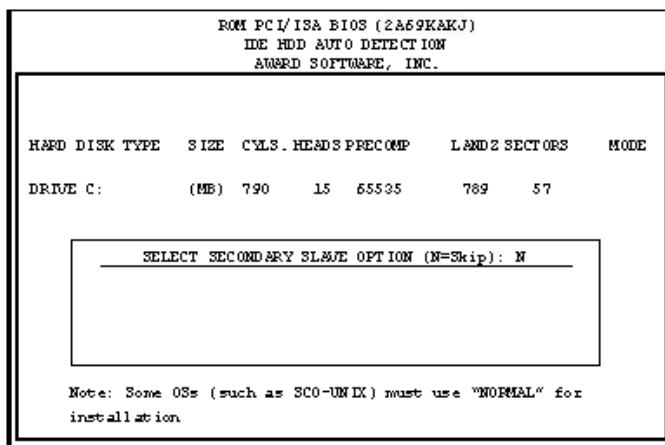 ROM PCI/ISA BIOS (2A69KAKJ)
IDE HDD AUTO DETECTION
AWARD SOFTWARE, INC.
HARD DISK TYPE SIZE CYLS. HEADS PRECOMP LANDZ SECTORS MODE
DRIVE C: (MB) 790 15 65535 789 57
SELECT SECONDARY SLAVE OPTION (N=Skip): N
Note: Some OSs (such as SCO-UNIX) must use "NORMAL" for
installation